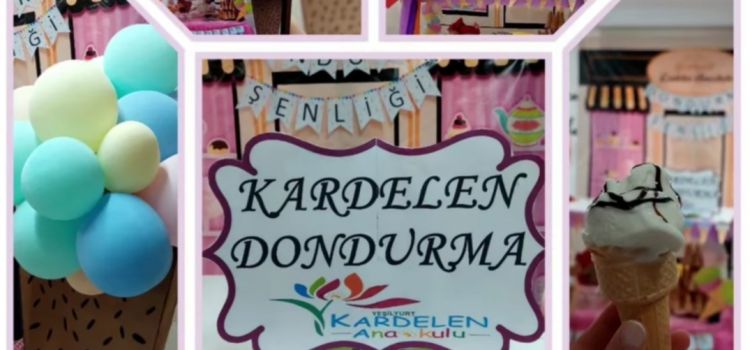 ŞENLİĞİ
KARDELEN
DONDURMA
YEŞİLYURT
KARDELEN
Anaokulu